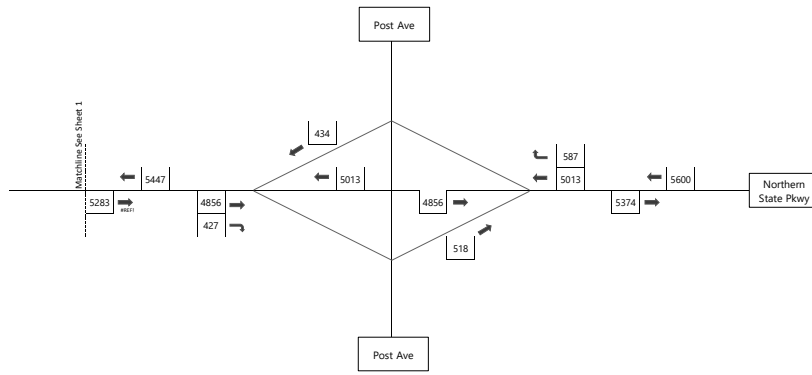 Post Ave
Matchline See Sheet 1
434
587
5447
5013
5013
5600
Northern
State Pkwy
5283
#REF!
4856
4856
5374
427
518
Post Ave